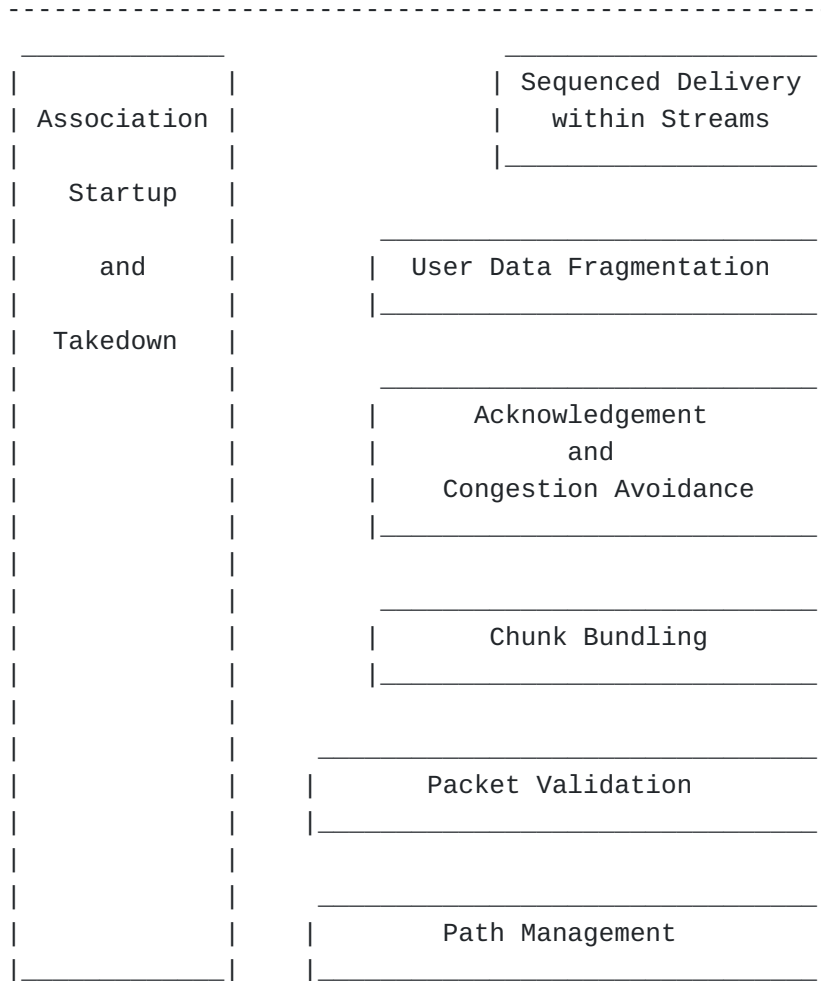 Association
Startup
and
Takedown
Sequenced Delivery
within Streams
User Data Fragmentation
Acknowledgement
and
Congestion Avoidance
Chunk Bundling
Packet Validation
Path Management